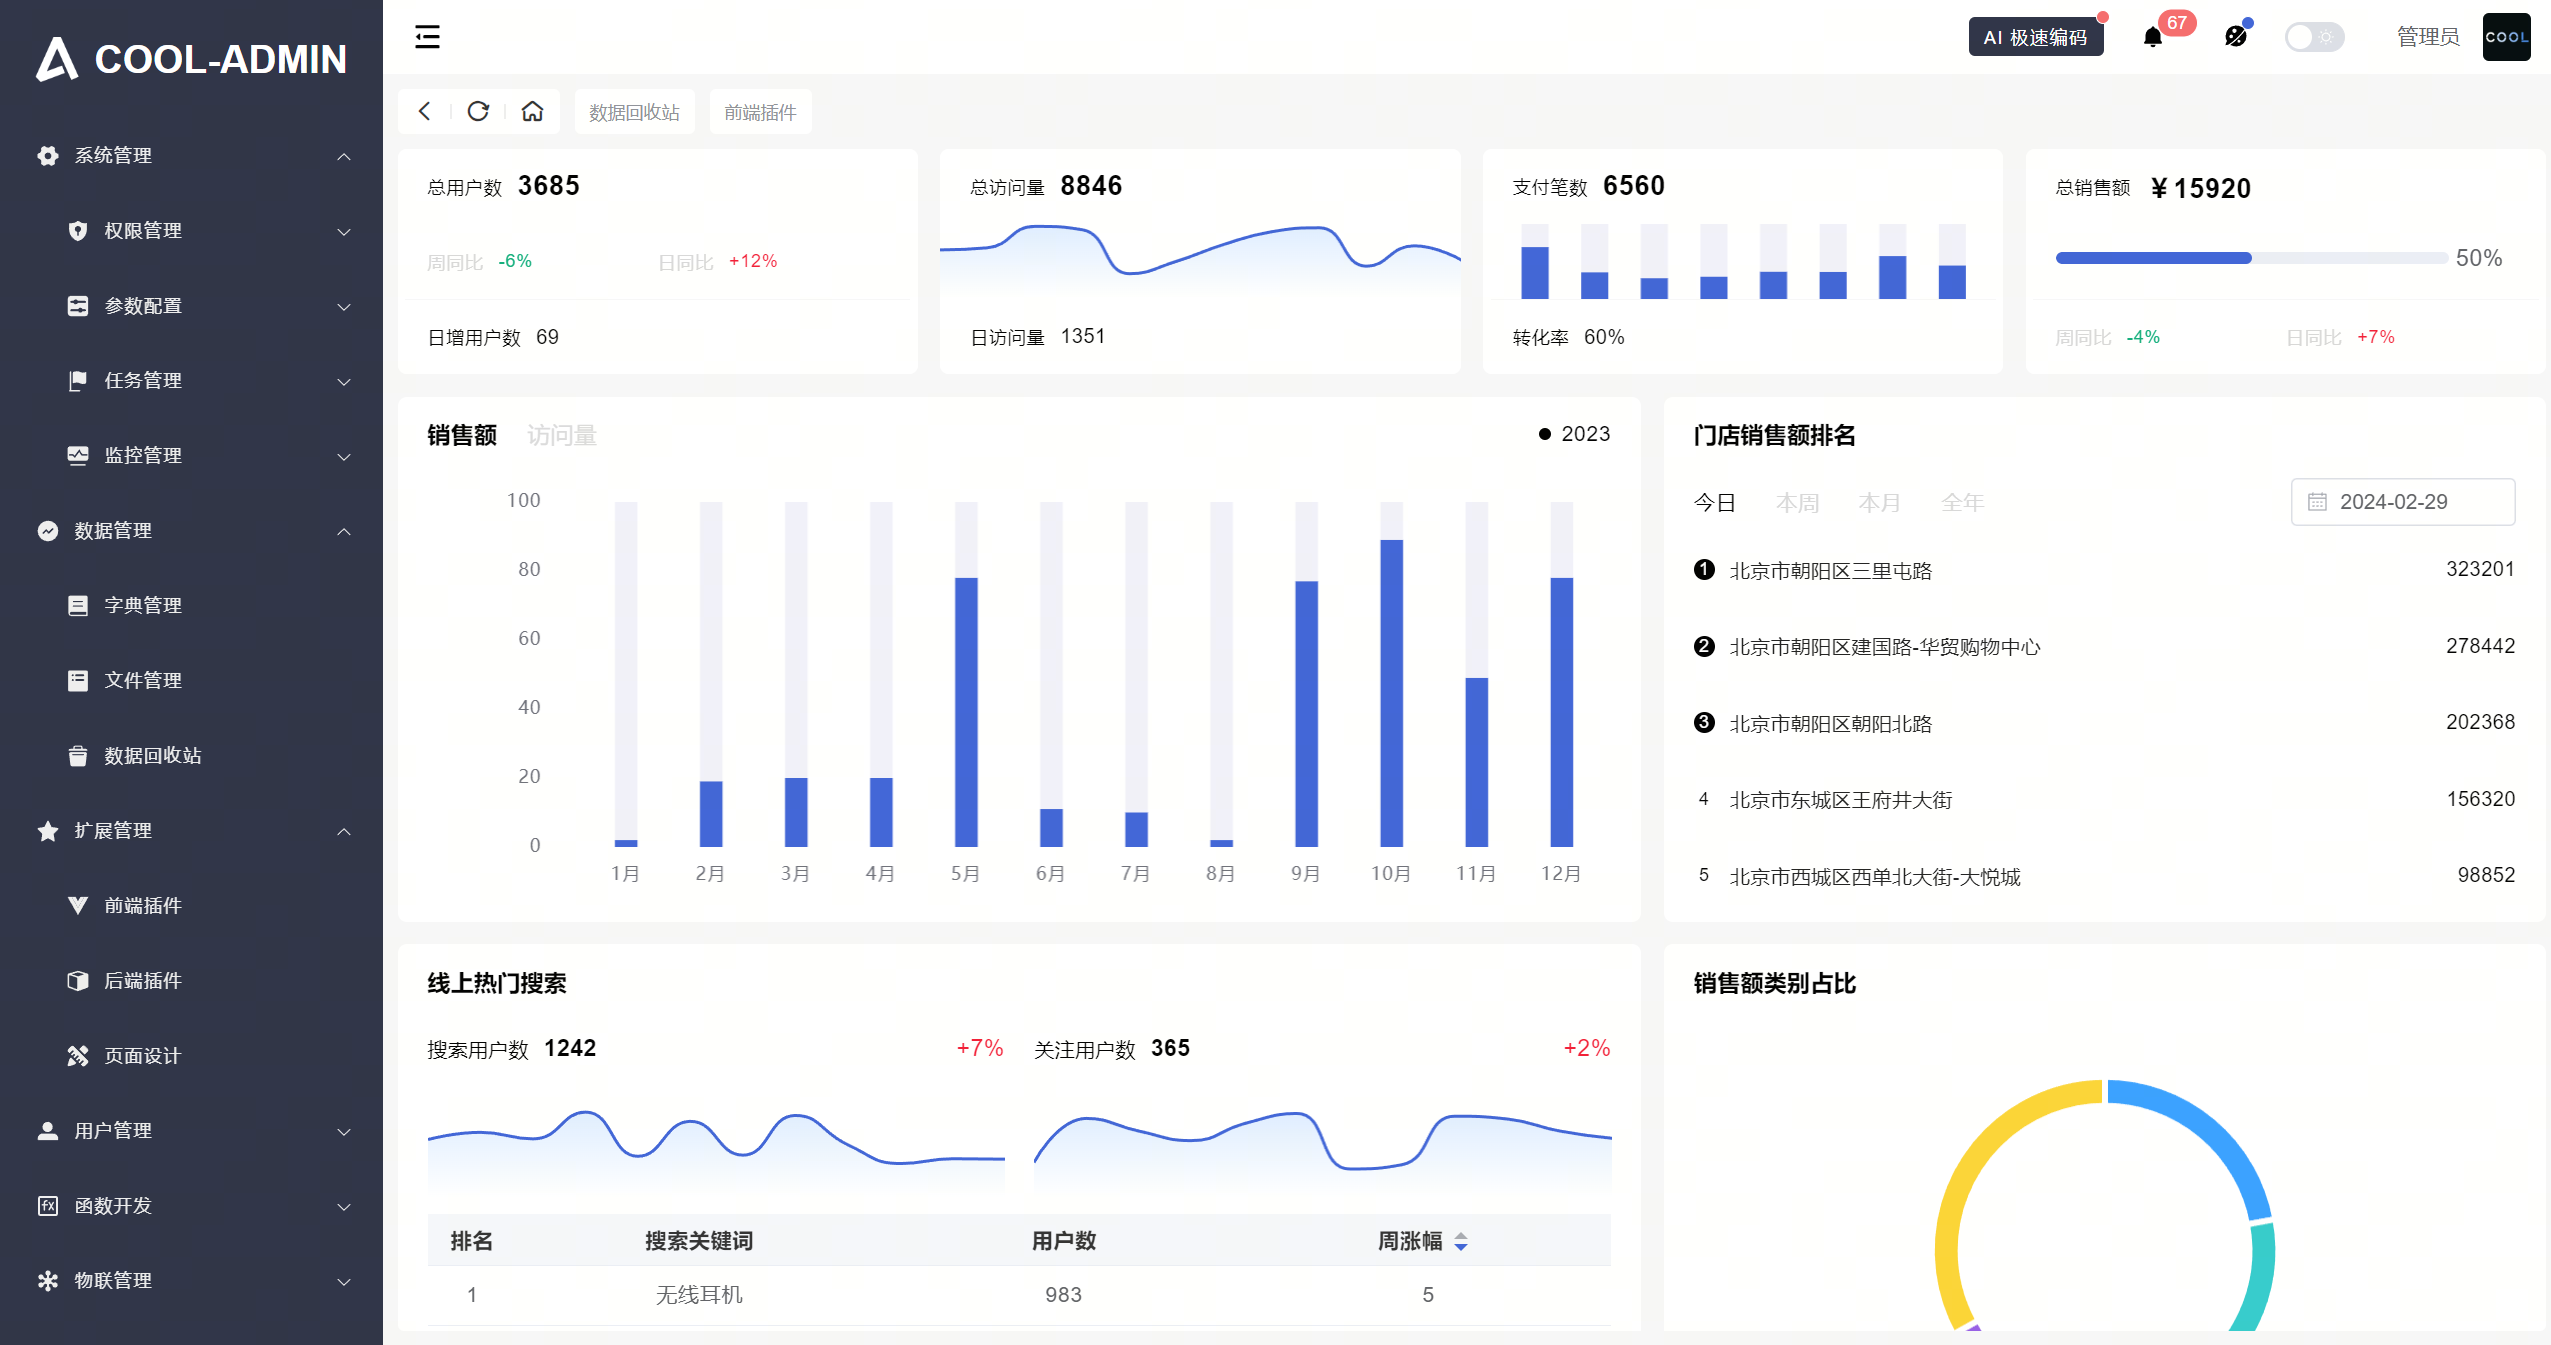 COOL-ADMIN
系统管理
权限管理
参数配置
任务管理
监控管理
数据管理
字典管理
文件管理
数据回收站
扩展管理
前端插件
后端插件
页面设计
用户管理
函数开发
物联管理
AI 极速编码
67
管理员
COOL
数据回收站
前端插件
总用户数 3685
周同比 -6% 日同比 +12%
日增用户数 69
总访问量 8846
日访问量 1351
支付笔数 6560
转化率 60%
总销售额 ¥15920
50%
周同比 -4% 日同比 +7%
销售额 访问量
2023
100
80
60
40
20
0
1月 2月 3月 4月 5月 6月 7月 8月 9月 10月 11月 12月
门店销售额排名
今日 本周 本月 全年
2024-02-29
1 北京市朝阳区三里屯路 323201
2 北京市朝阳区建国路-华贸购物中心 278442
3 北京市朝阳区朝阳北路 202368
4 北京市东城区王府井大街 156320
5 北京市西城区西单北大街-大悦城 98852
线上热门搜索
搜索用户数 1242 +7%
关注用户数 365 +2%
排名 搜索关键词 用户数 周涨幅
1 无线耳机 983 5
销售额类别占比